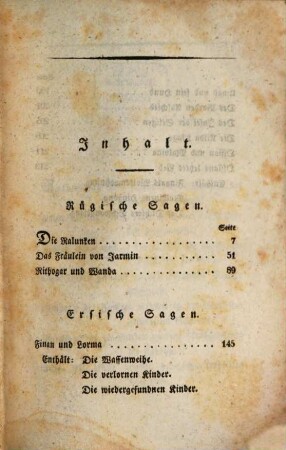 Inhalt.
Rügische Sagen.
Seite
Die Ralunken . . . . . . . . . . . . . 7
Das Fräulein von Jarmin . . . . . . . . . 51
Rithogar und Wanda . . . . . . . . . . . 89
Ersische Sagen.
Finan und Lorma . . . . . . . . . . . . 145
Enthält: Die Waffenweihe.
Die verlornen Kinder.
Die wiedergefundnen Kinder.